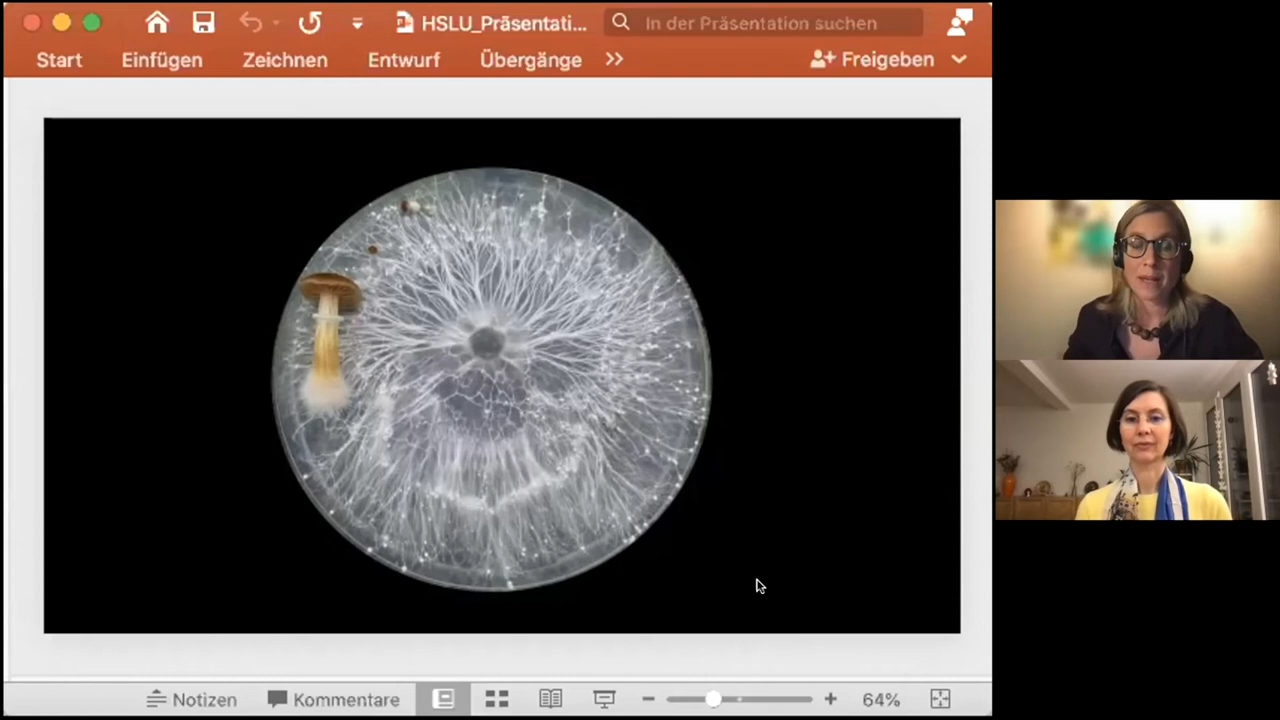 HSLU_Präsentati...
In der Präsentation suchen
Start Einfügen Zeichnen Entwurf Übergänge >> Freigeben
Notizen Kommentare 64%